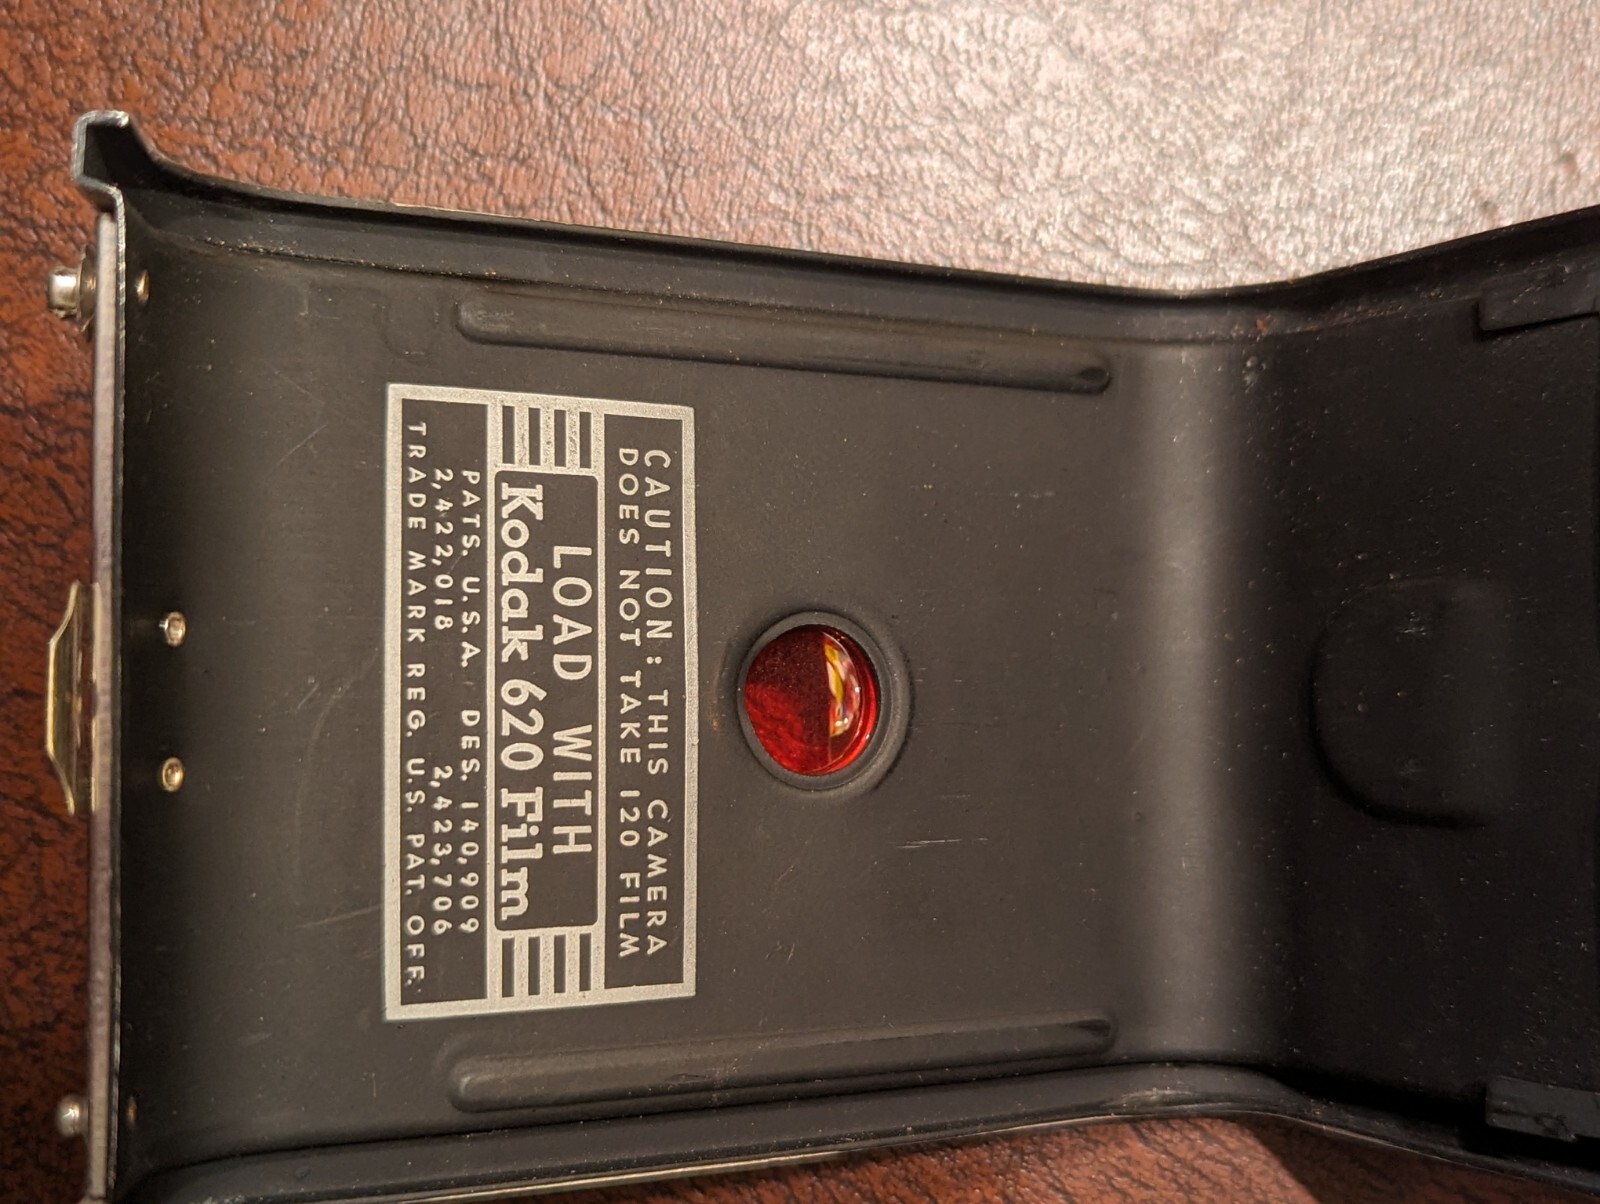 CAUTION: THIS CAMERA
DOES NOT TAKE 120 FILM
LOAD WITH
Kodak 620 Film
PATS. U.S.A. DES. 140,909
2,422,018 2,423,706
TRADE MARK REG. U.S. PAT. OFF.